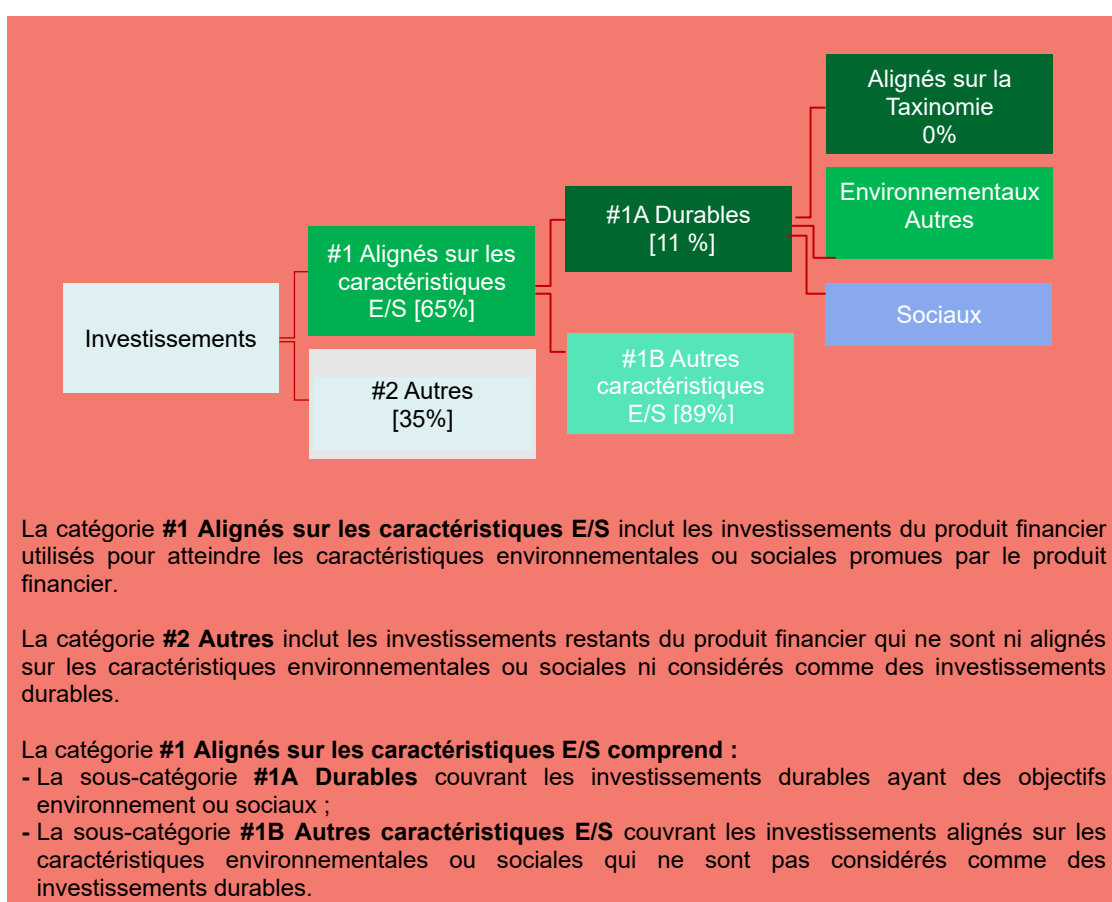 Alignés sur la
Taxinomie
0%
Environnementaux
Autres
#1A Durables
[11 %]
#1 Alignés sur les
caractéristiques
E/S [65%]
Sociaux
Investissements
#1B Autres
caractéristiques
E/S [89%]
#2 Autres
[35%]
La catégorie #1 Alignés sur les caractéristiques E/S inclut les investissements du produit financier
utilisés pour atteindre les caractéristiques environnementales ou sociales promues par le produit
financier.
La catégorie #2 Autres inclut les investissements restants du produit financier qui ne sont ni alignés
sur les caractéristiques environnementales ou sociales ni considérés comme des investissements
durables.
La catégorie #1 Alignés sur les caractéristiques E/S comprend :
- La sous-catégorie #1A Durables couvrant les investissements durables ayant des objectifs
environnement ou sociaux ;
- La sous-catégorie #1B Autres caractéristiques E/S couvrant les investissements alignés sur les
caractéristiques environnementales ou sociales qui ne sont pas considérés comme des
investissements durables.